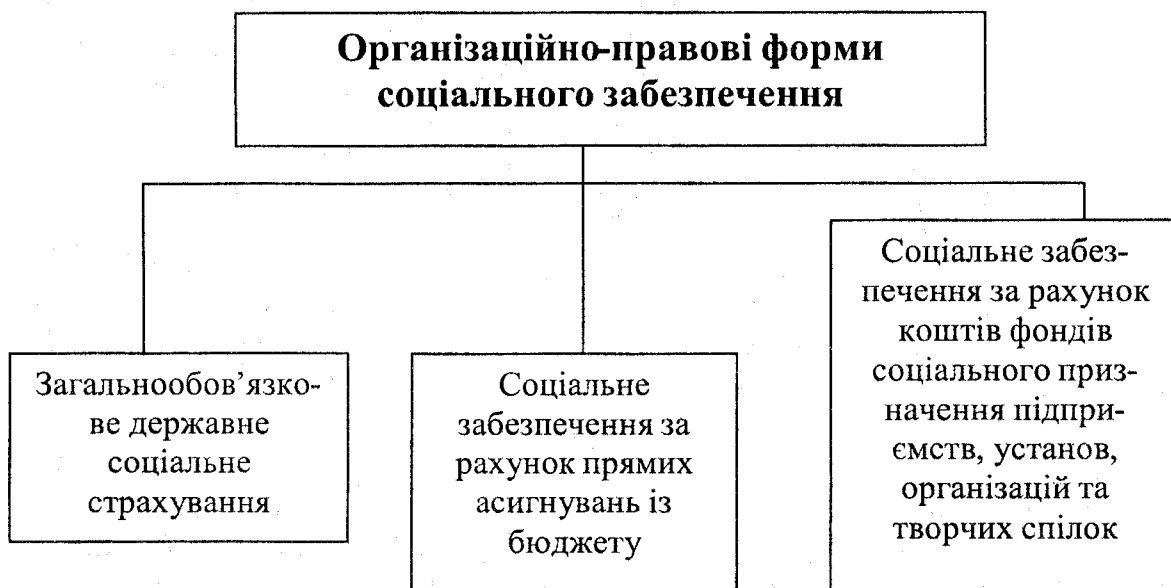 Організаційно-правові форми
соціального забезпечення
Загальнообов’язко-
ве державне
соціальне
страхування
Соціальне
забезпечення за
рахунок прямих
асигнувань із
бюджету
Соціальне забез-
печення за рахунок
коштів фондів
соціального приз-
начення підпри-
ємств, установ,
організацій та
творчих спілок